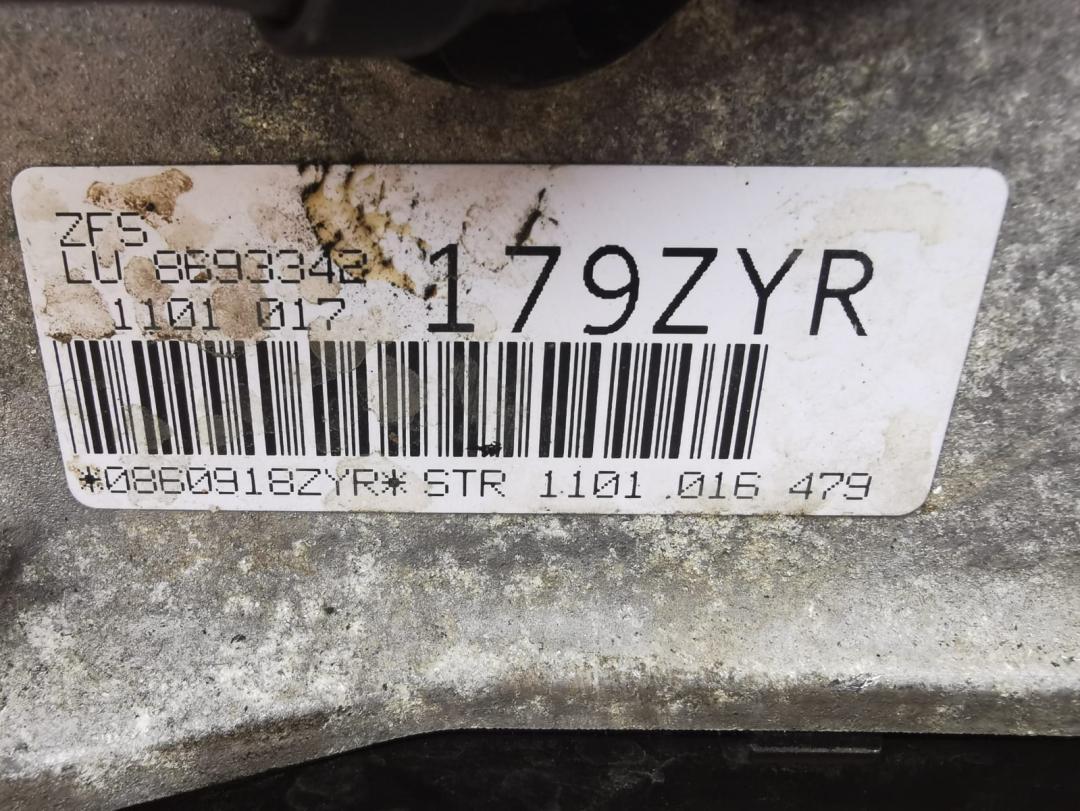 ZFS
LU 8693342
179ZYR
1101 017
*0860918ZYR* STR 1101 016 479